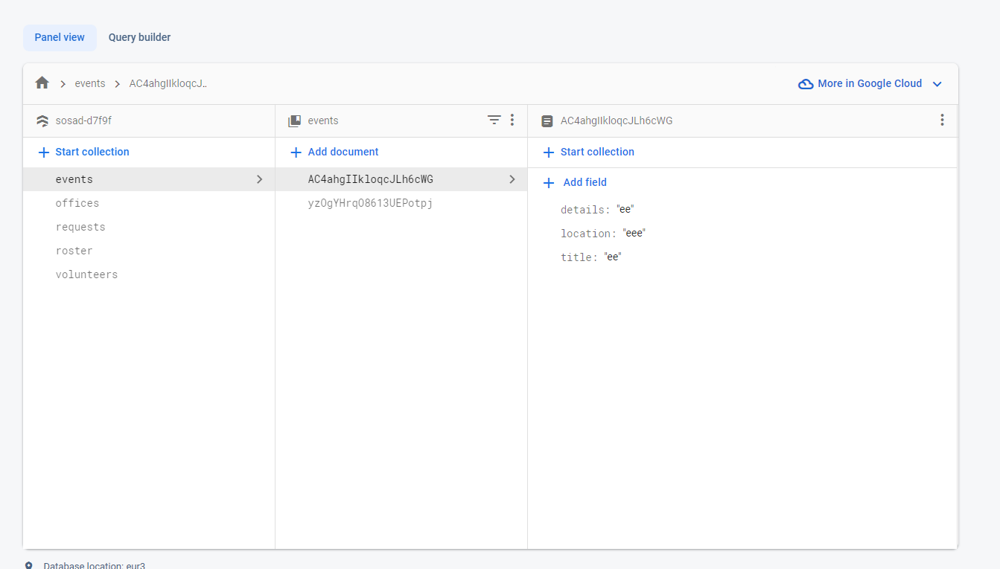 Panel view
Query builder
events
AC4ahgIIkloqcJ..
More in Google Cloud
sosad-d7f9f
events
AC4ahgIIkloqcJLh6cWG
Start collection
Add document
Start collection
events
offices
requests
roster
volunteers
AC4ahgIIkloqcJLh6cWG
yzOgYHrqO8613UEPotpj
Add field
details: "ee"
location: "eee"
title: "ee"
Database location: eur3